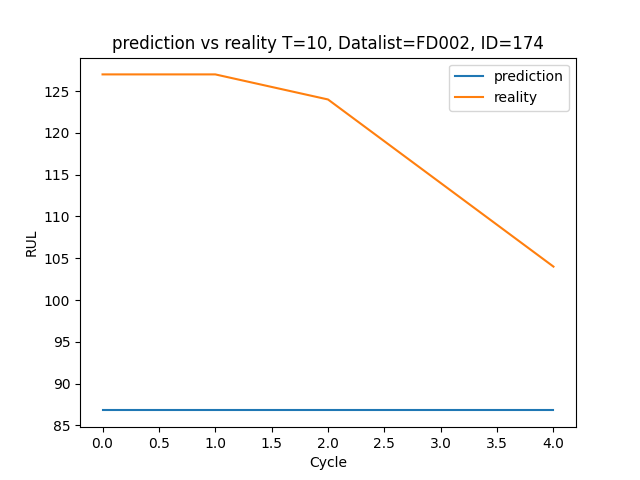 prediction vs reality T=10, Datalist=FD002, ID=174
prediction
reality
RUL
125
120
115
110
105
100
95
90
85
0.0 0.5 1.0 1.5 2.0 2.5 3.0 3.5 4.0
Cycle